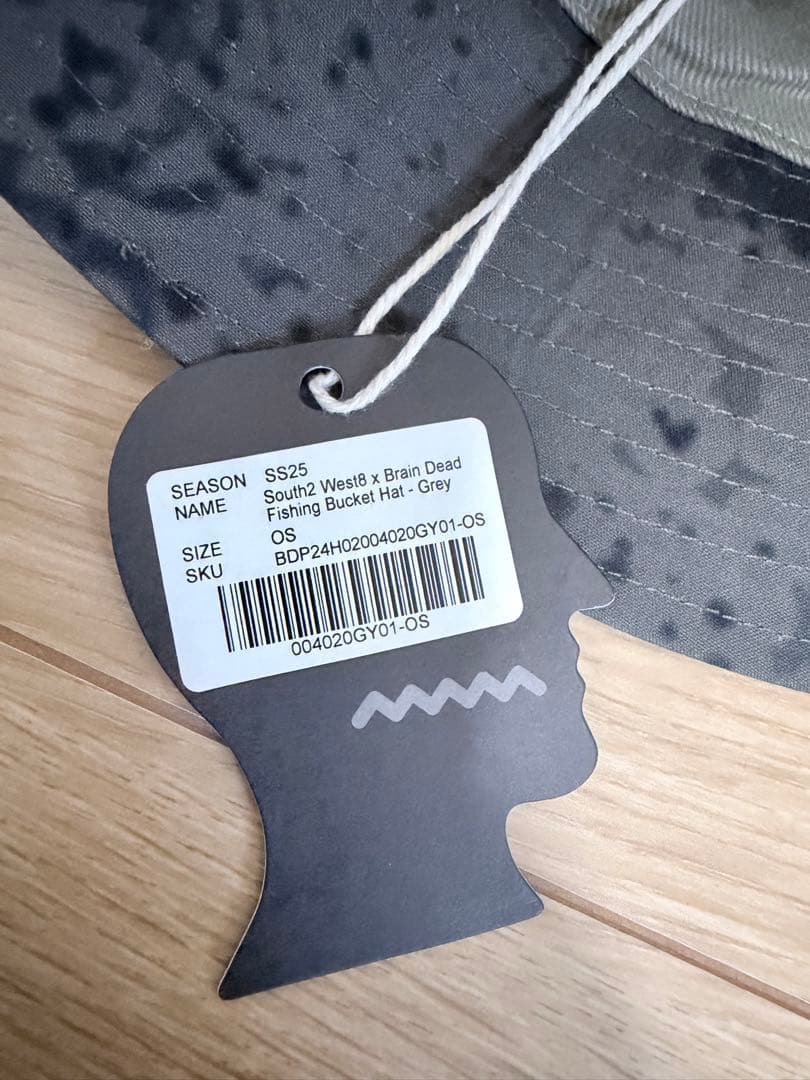 SEASON SS25
NAME South2 West8 x Brain Dead
Fishing Bucket Hat - Grey
SIZE OS
SKU BDP24H02004020GY01-OS
004020GY01-OS